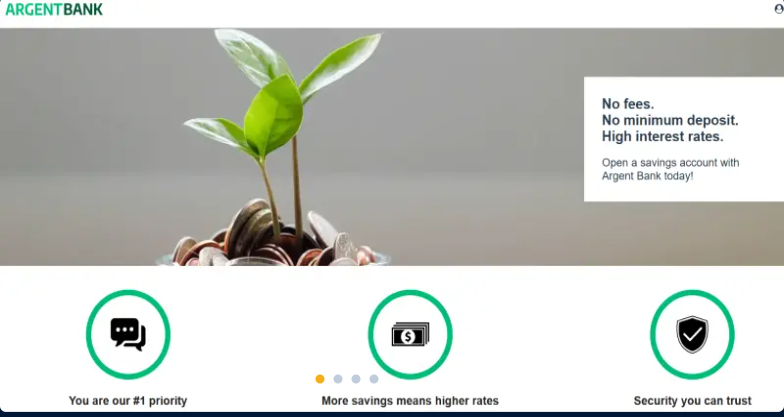 ARGENTBANK
No fees.
No minimum deposit.
High interest rates.
Open a savings account with
Argent Bank today!
You are our #1 priority
More savings means higher rates
Security you can trust